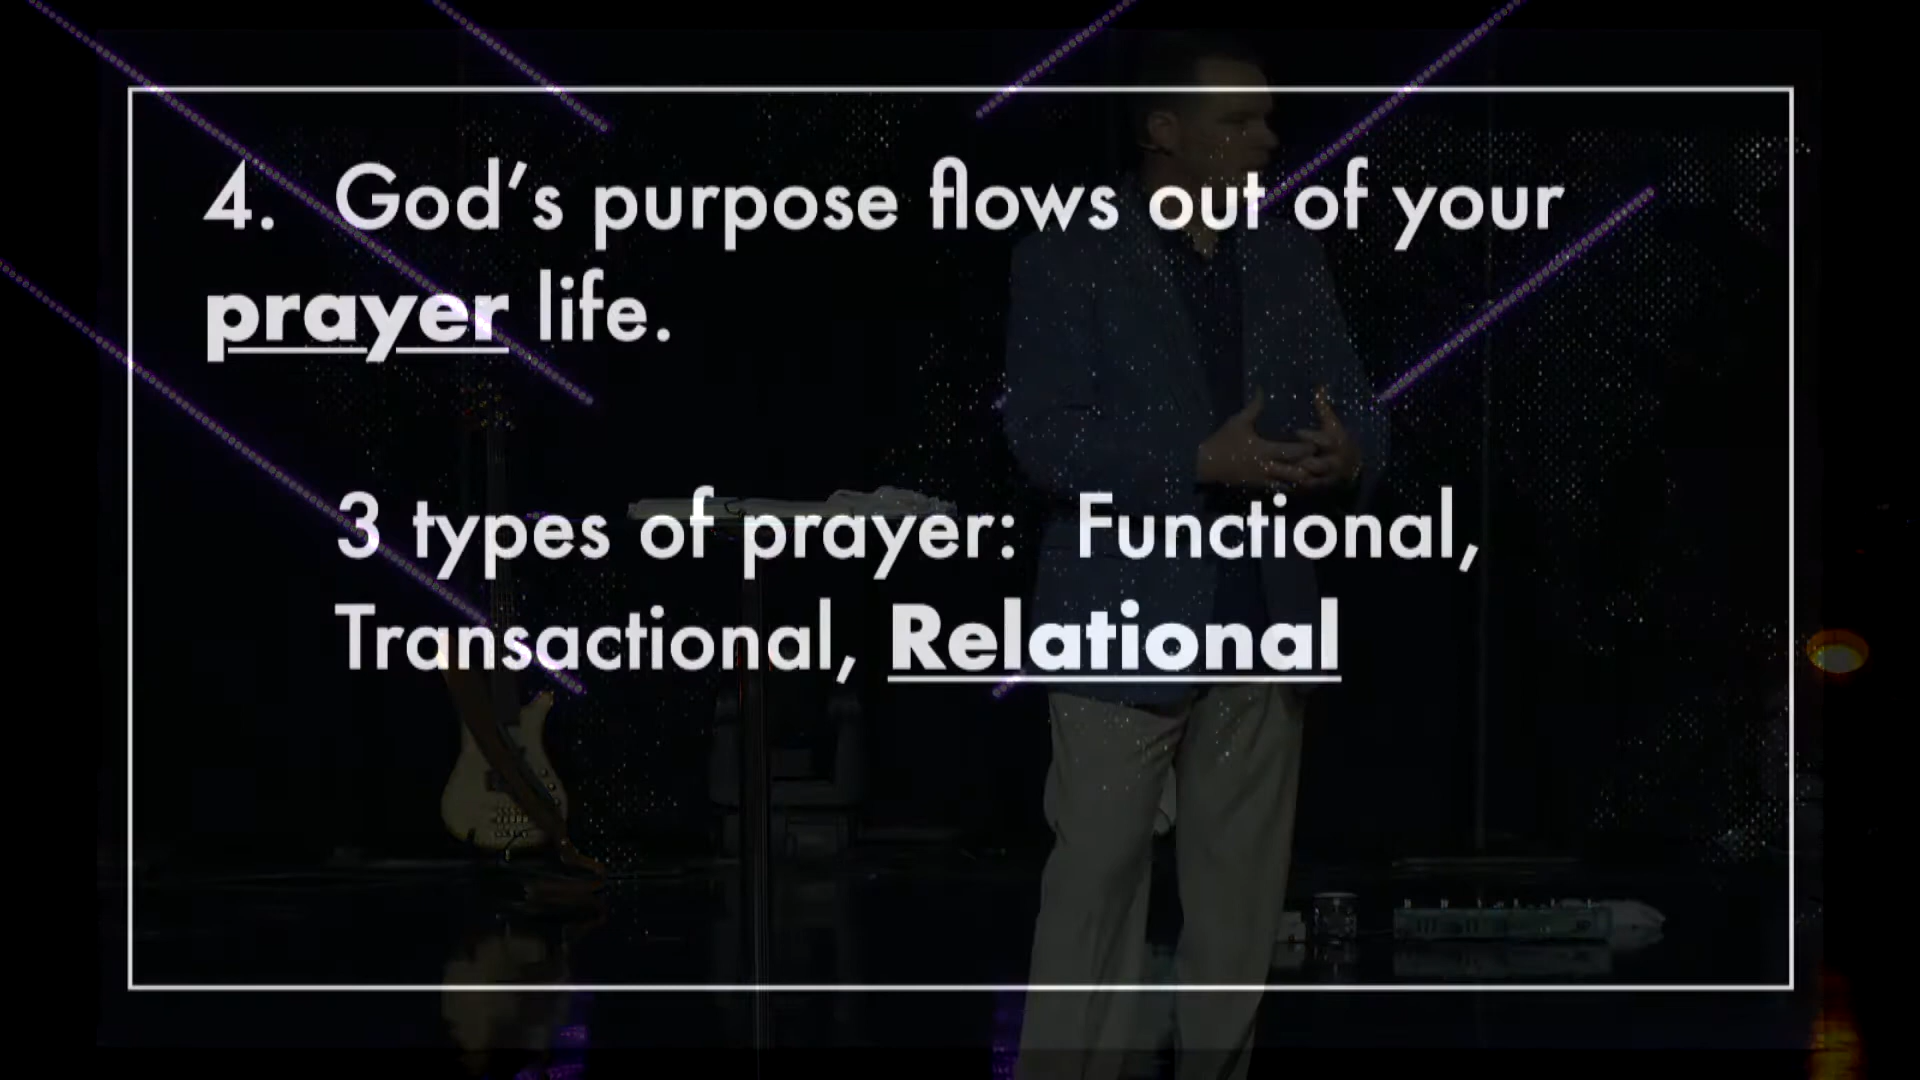 4. God’s purpose flows out of your
prayer life.
3 types of prayer: Functional,
Transactional, Relational